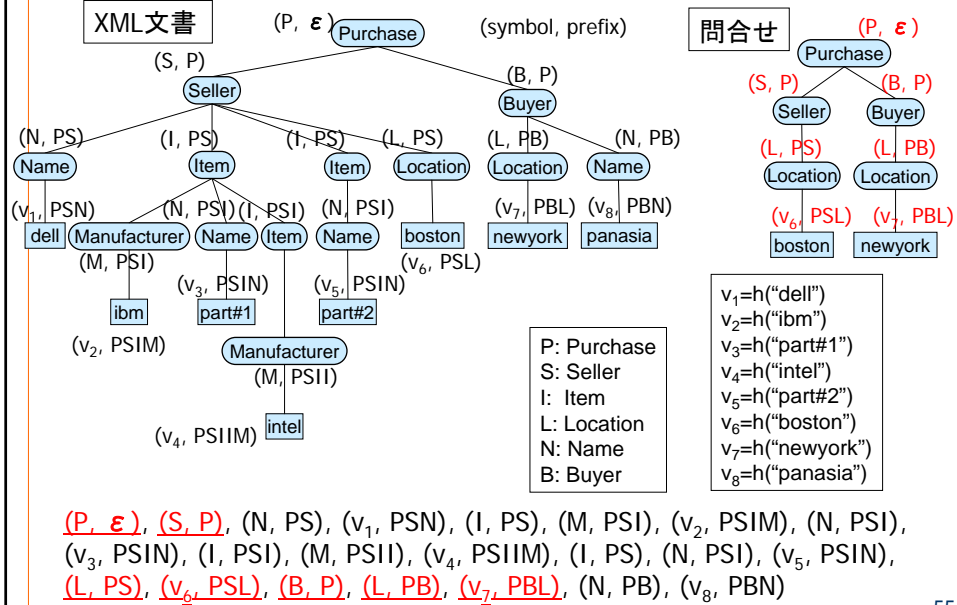 XML文書
(P, ε)
Purchase
(symbol, prefix)
(S, P)
Seller
(B, P)
Buyer
(N, PS)
(I, PS)
(I, PS)
(L, PS)
(L, PB)
(N, PB)
Name
Item
Item
Location
Location
Name
(v₁, PSN)
(N, PSI)
(I, PSI)
(N, PSI)
(v₇, PBL)
(v₈, PBN)
dell
Manufacturer
Name
Item
Name
boston
newyork
panasia
(M, PSI)
(v₆, PSL)
(v₃, PSIN)
(v₅, PSIN)
ibm
part#1
part#2
(v₂, PSIM)
Manufacturer
(M, PSII)
(v₄, PSIIM)
intel
問合せ
(P, ε)
Purchase
(S, P)
(B, P)
Seller
Buyer
(L, PS)
(L, PB)
Location
Location
(v₆, PSL)
(v₇, PBL)
boston
newyork
P: Purchase
S: Seller
I: Item
L: Location
N: Name
B: Buyer
v₁=h(“dell”)
v₂=h(“ibm”)
v₃=h(“part#1”)
v₄=h(“intel”)
v₅=h(“part#2”)
v₆=h(“boston”)
v₇=h(“newyork”)
v₈=h(“panasia”)
(P, ε), (S, P), (N, PS), (v₁, PSN), (I, PS), (M, PSI), (v₂, PSIM), (N, PSI),
(v₃, PSIN), (I, PSI), (M, PSII), (v₄, PSIIM), (I, PS), (N, PSI), (v₅, PSIN),
(L, PS), (v₆, PSL), (B, P), (L, PB), (v₇, PBL), (N, PB), (v₈, PBN)
55